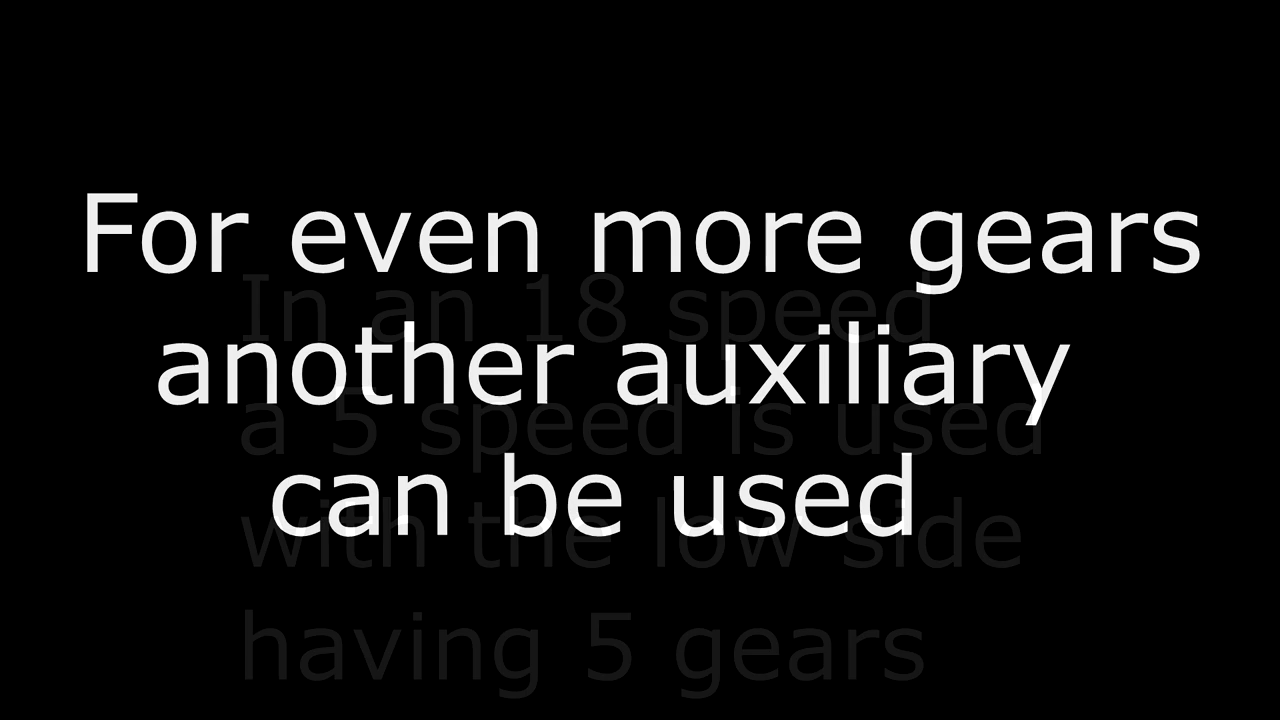 For even more gears
another auxiliary
can be used
In an 18 speed
a 5 speed is used
with the low side
having 5 gears